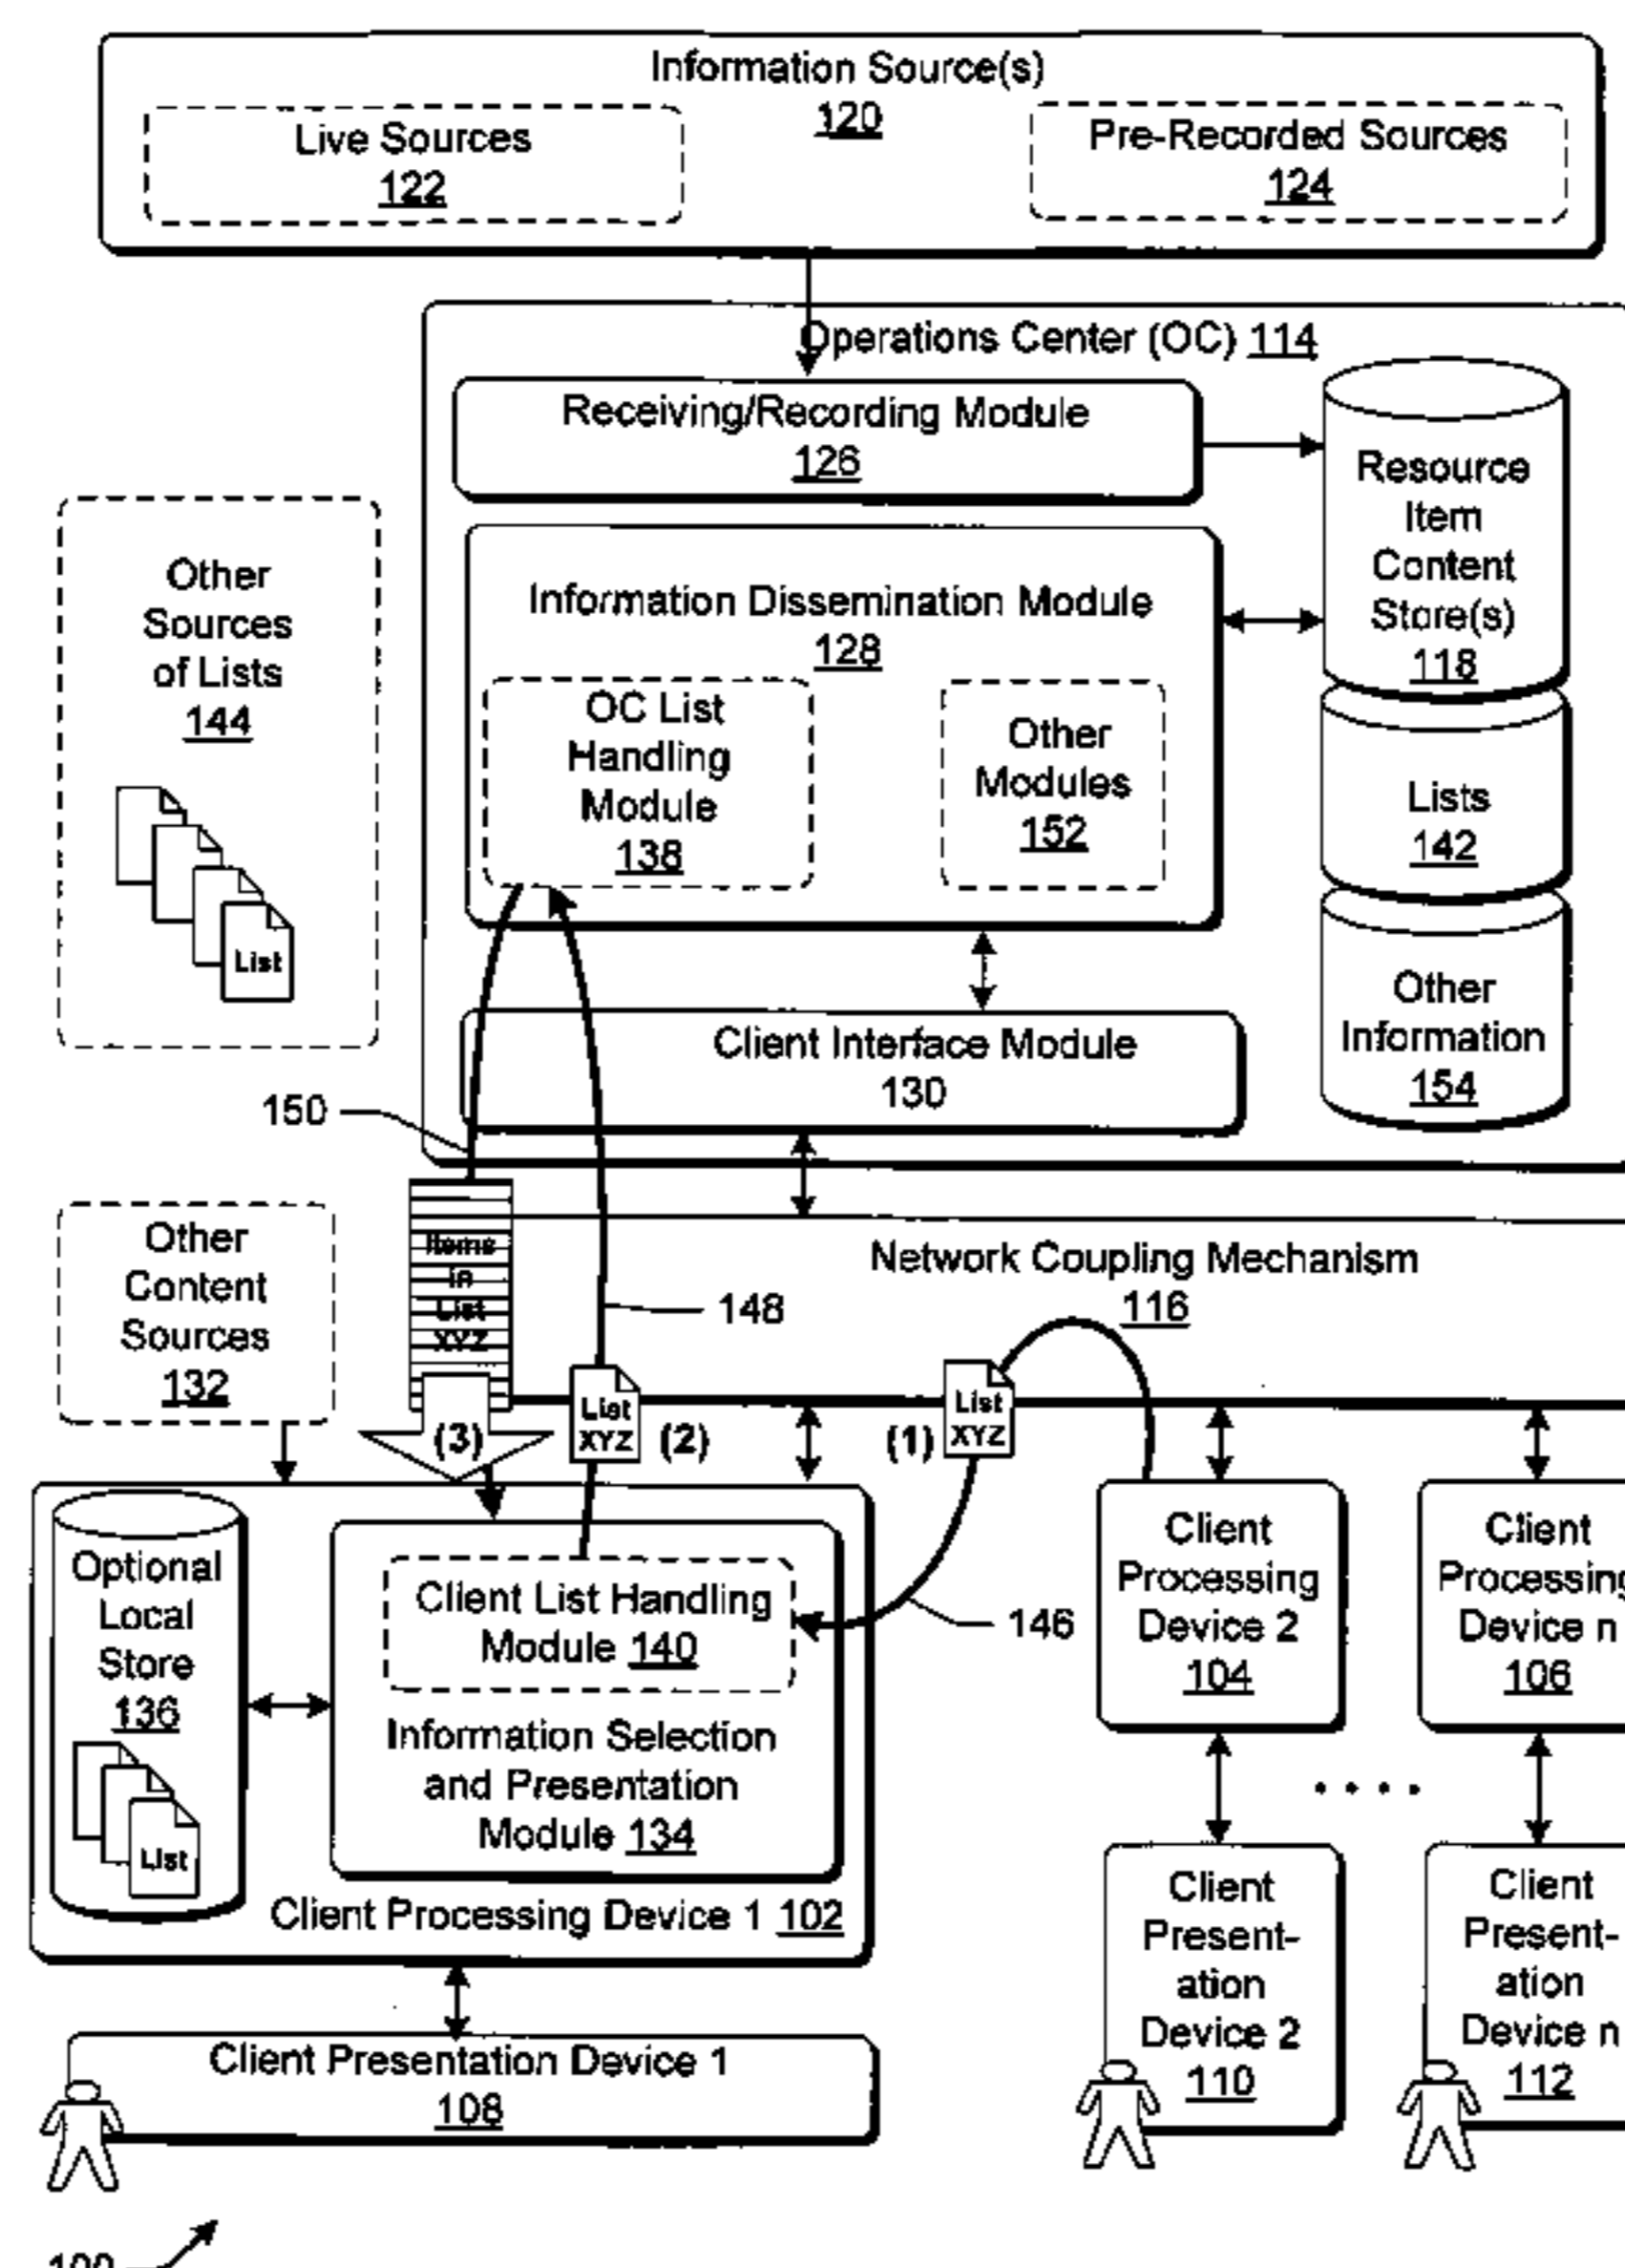 Information Source(s)
120
Live Sources
122
Pre-Recorded Sources
124
Operations Center (OC) 114
Receiving/Recording Module
126
Resource
Item
Content
Store(s)
118
Other
Sources
of Lists
144
List
Information Dissemination Module
128
OC List
Handling
Module
138
Other
Modules
152
Lists
142
Other
Information
154
Client Interface Module
130
150
Other
Content
Sources
132
Items
in
List
XYZ
148
Network Coupling Mechanism
116
(3)
List
XYZ
(2)
(1)
List
XYZ
Optional
Local
Store
136
List
Client List Handling
Module 140
Information Selection
and Presentation
Module 134
Client Processing Device 1 102
146
Client
Processing
Device 2
104
Client
Processing
Device n
106
. . . .
Client Presentation Device 1
108
Client
Present-
ation
Device 2
110
Client
Present-
ation
Device n
112